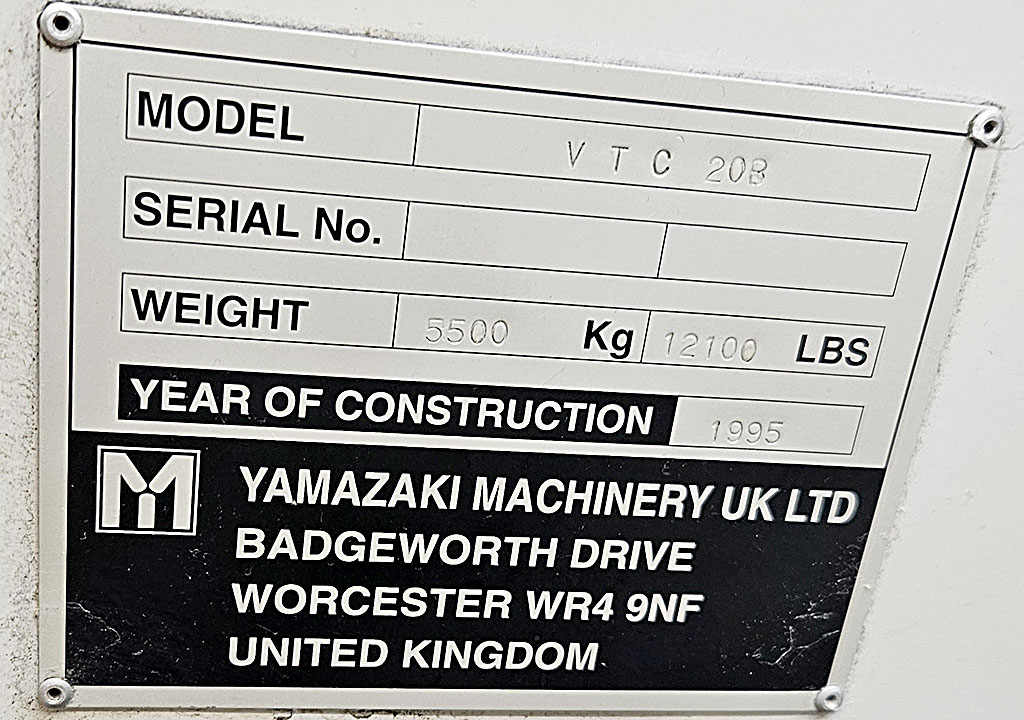 MODEL V T C 20B
SERIAL No.
WEIGHT 5500 Kg 12100 LBS
YEAR OF CONSTRUCTION 1995
M
YAMAZAKI MACHINERY UK LTD
BADGEWORTH DRIVE
WORCESTER WR4 9NF
UNITED KINGDOM